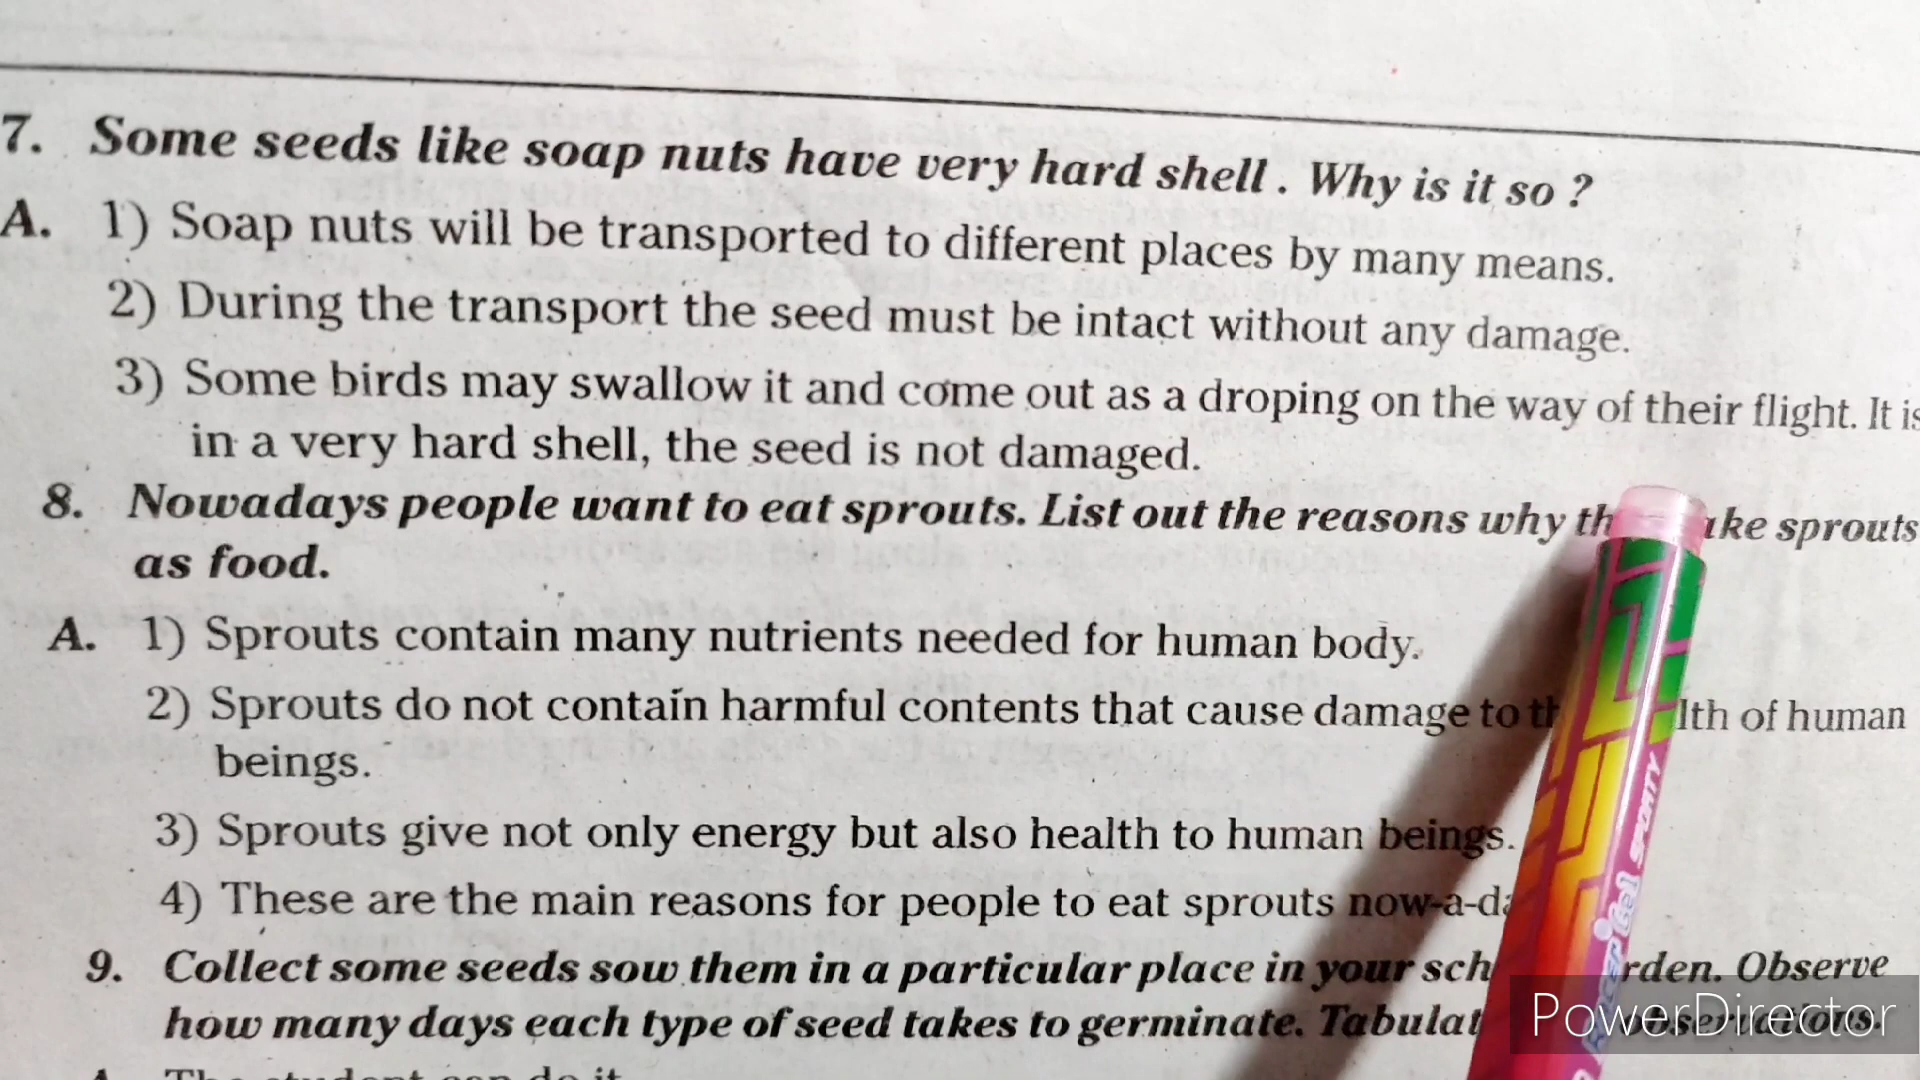 7. Some seeds like soap nuts have very hard shell . Why is it so ?
A. 1) Soap nuts will be transported to different places by many means.
2) During the transport the seed must be intact without any damage.
3) Some birds may swallow it and come out as a droping on the way of their flight. It is
in a very hard shell, the seed is not damaged.
8. Nowadays people want to eat sprouts. List out the reasons why sprouts
as food.
A. 1) Sprouts contain many nutrients needed for human body.
2) Sprouts do not contain harmful contents that cause damage to of human
beings.
3) Sprouts give not only energy but also health to human beings.
4) These are the main reasons for people to eat sprouts now-a-
9. Collect some seeds sow them in a particular place in your Observe
how many days each type of seed takes to germinate. observations.
A. The student can do it
PowerDirector